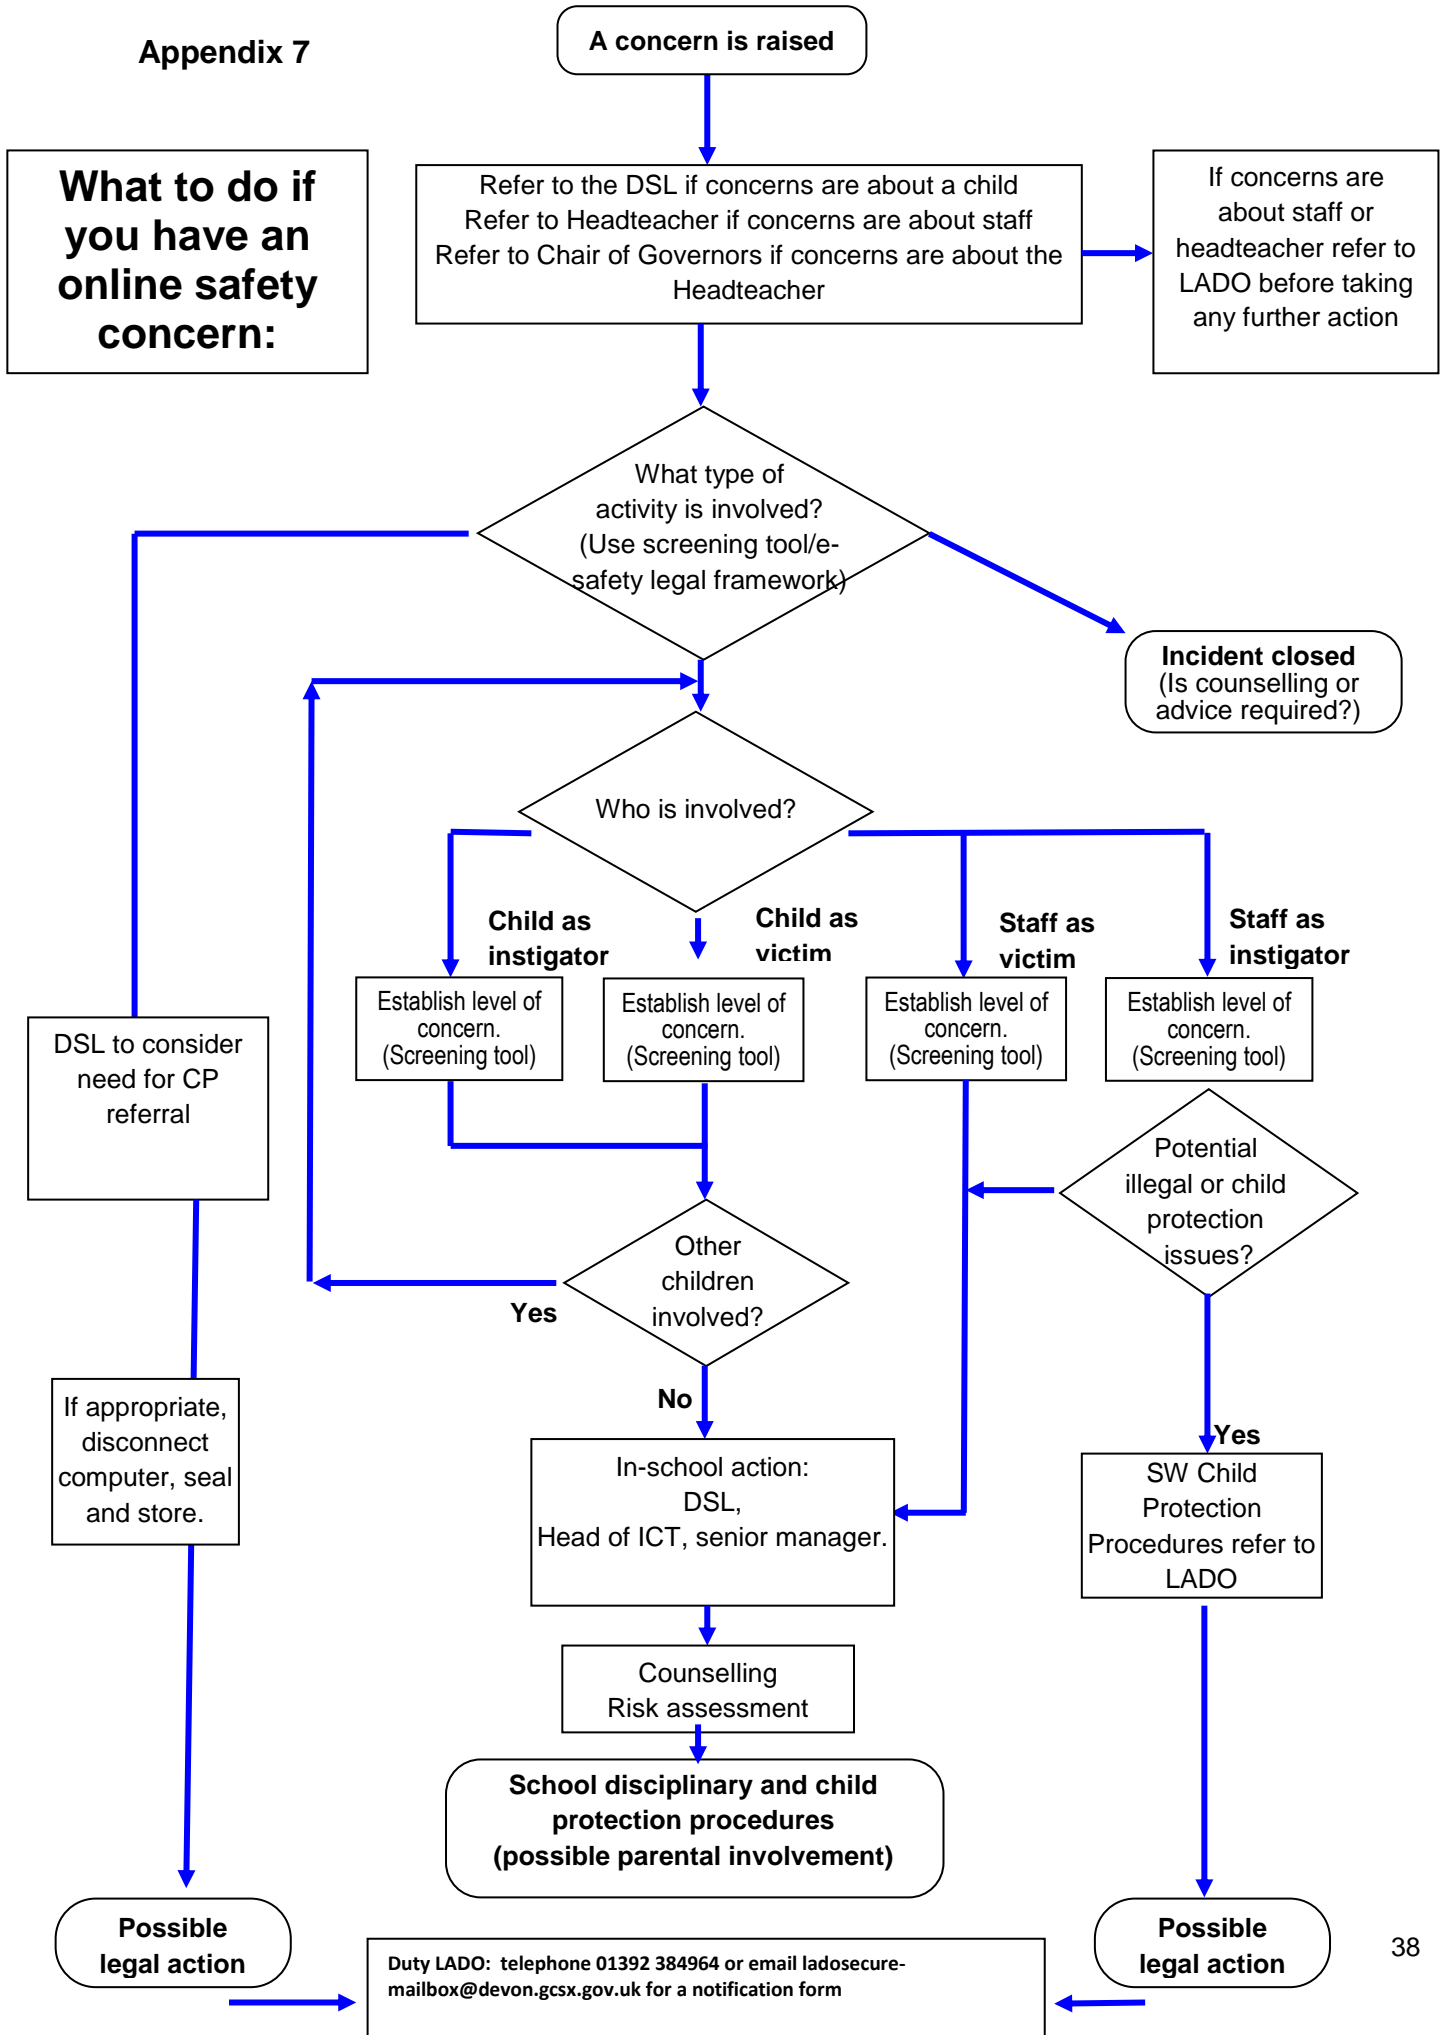 Appendix 7
A concern is raised
What to do if
you have an
online safety
concern:
Refer to the DSL if concerns are about a child
Refer to Headteacher if concerns are about staff
Refer to Chair of Governors if concerns are about the
Headteacher
If concerns are
about staff or
headteacher refer to
LADO before taking
any further action
What type of
activity is involved?
(Use screening tool/e-
safety legal framework)
Incident closed
(Is counselling or
advice required?)
Who is involved?
Child as
instigator
Child as
victim
Staff as
victim
Staff as
instigator
Establish level of
concern.
(Screening tool)
Establish level of
concern.
(Screening tool)
Establish level of
concern.
(Screening tool)
Establish level of
concern.
(Screening tool)
DSL to consider
need for CP
referral
Potential
illegal or child
protection
issues?
Other
children
involved?
Yes
No
If appropriate,
disconnect
computer, seal
and store.
In-school action:
DSL,
Head of ICT, senior manager.
Yes
SW Child
Protection
Procedures refer to
LADO
Counselling
Risk assessment
School disciplinary and child
protection procedures
(possible parental involvement)
Possible
legal action
Possible
legal action
Duty LADO:  telephone 01392 384964 or email ladosecure-
mailbox@devon.gcsx.gov.uk for a notification form
38